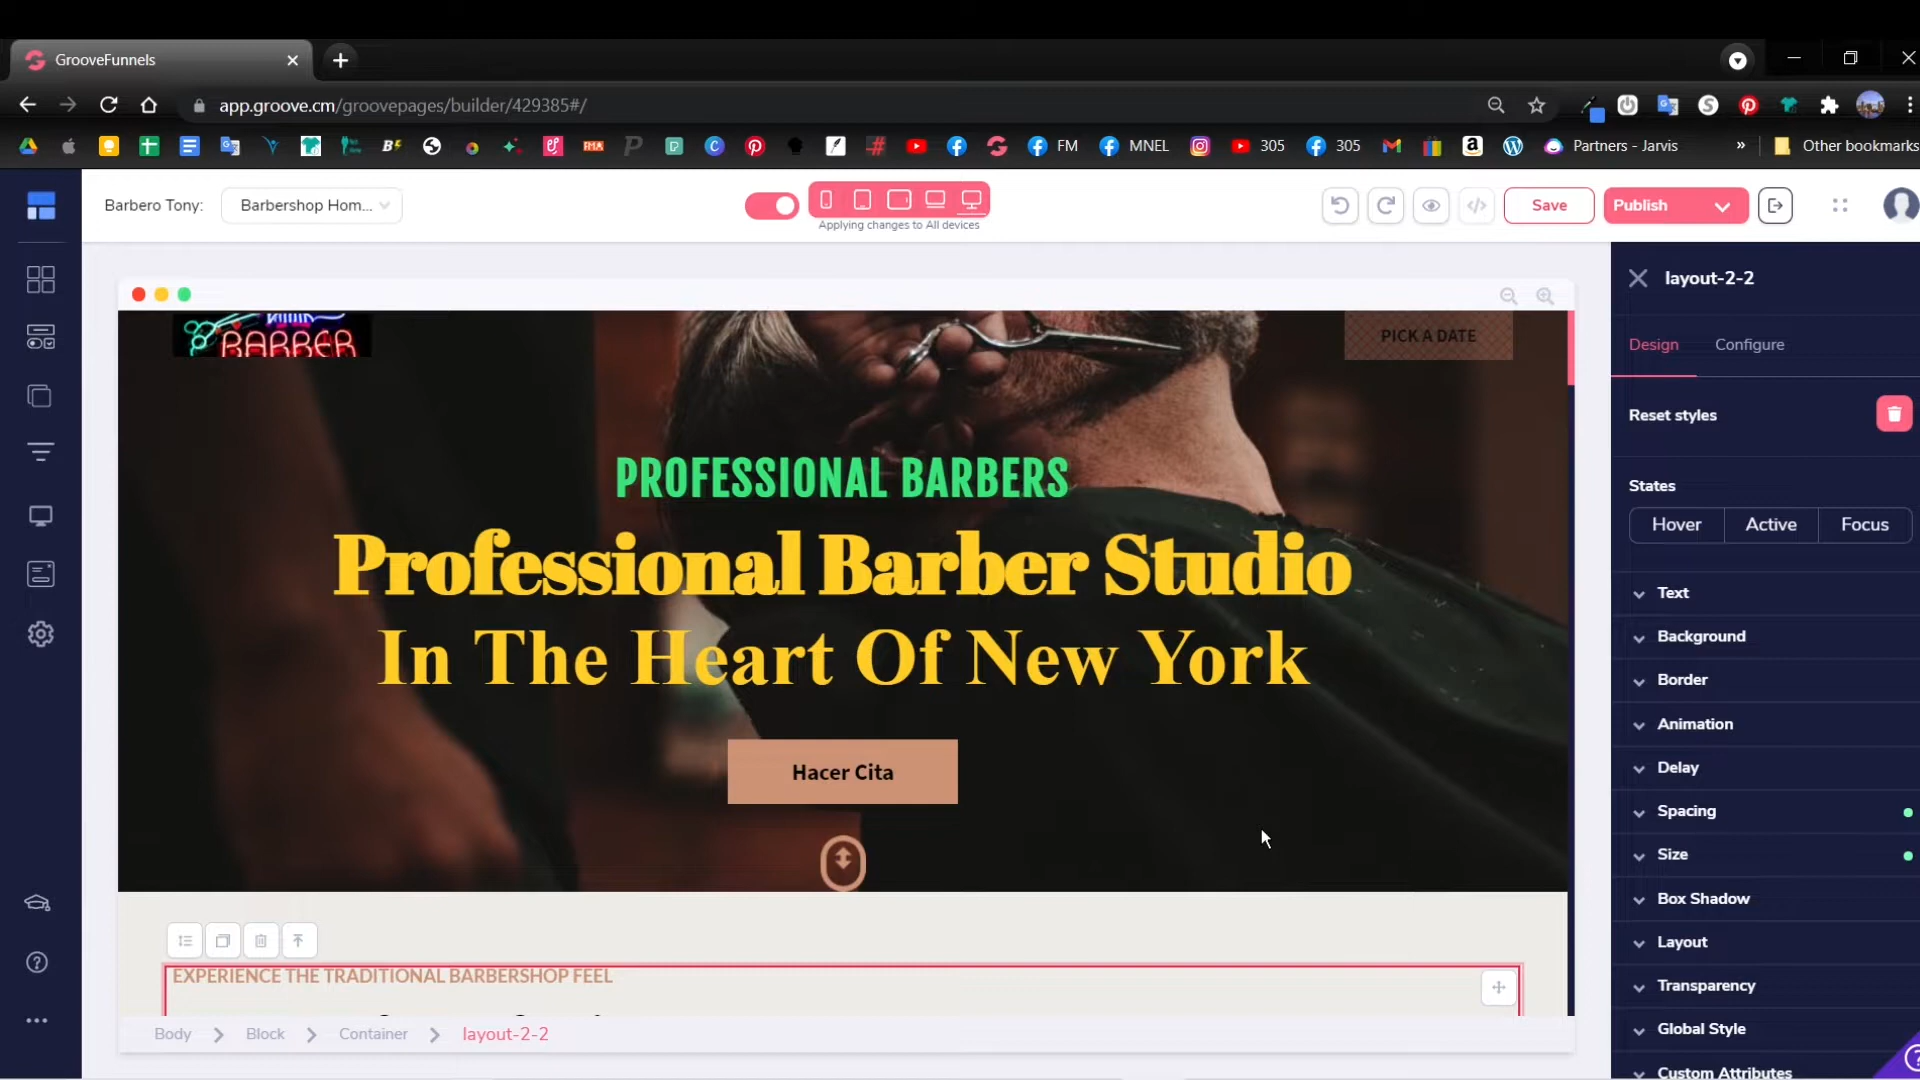 GrooveFunnels
app.groove.cm/groovepages/builder/429385#/
FM
MNEL
305
305
Partners - Jarvis
»
Other bookmarks
Barbero Tony:
Barbershop Hom...
Applying changes to All devices
Save
Publish
BARBER
PICK A DATE
PROFESSIONAL BARBERS
Professional Barber Studio
In The Heart Of New York
Hacer Cita
EXPERIENCE THE TRADITIONAL BARBERSHOP FEEL
Body
Block
Container
layout-2-2
layout-2-2
Design
Configure
Reset styles
States
Hover
Active
Focus
Text
Background
Border
Animation
Delay
Spacing
Size
Box Shadow
Layout
Transparency
Global Style
Custom Attributes